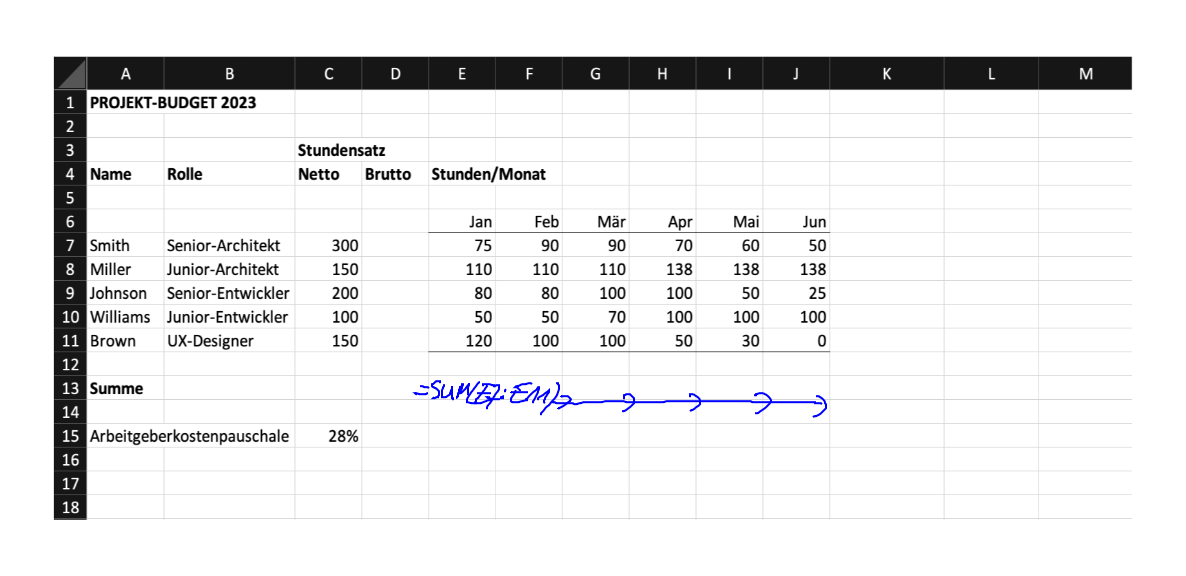 A B C D E F G H I J K L M
1 PROJEKT-BUDGET 2023
2
3 Stundensatz
4 Name Rolle Netto Brutto Stunden/Monat
5
6 Jan Feb Mär Apr Mai Jun
7 Smith Senior-Architekt 300 75 90 90 70 60 50
8 Miller Junior-Architekt 150 110 110 110 138 138 138
9 Johnson Senior-Entwickler 200 80 80 100 100 50 25
10 Williams Junior-Entwickler 100 50 50 70 100 100 100
11 Brown UX-Designer 150 120 100 100 50 30 0
12
13 Summe =SUM(E7:E11)
14
15 Arbeitgeberkostenpauschale 28%
16
17
18